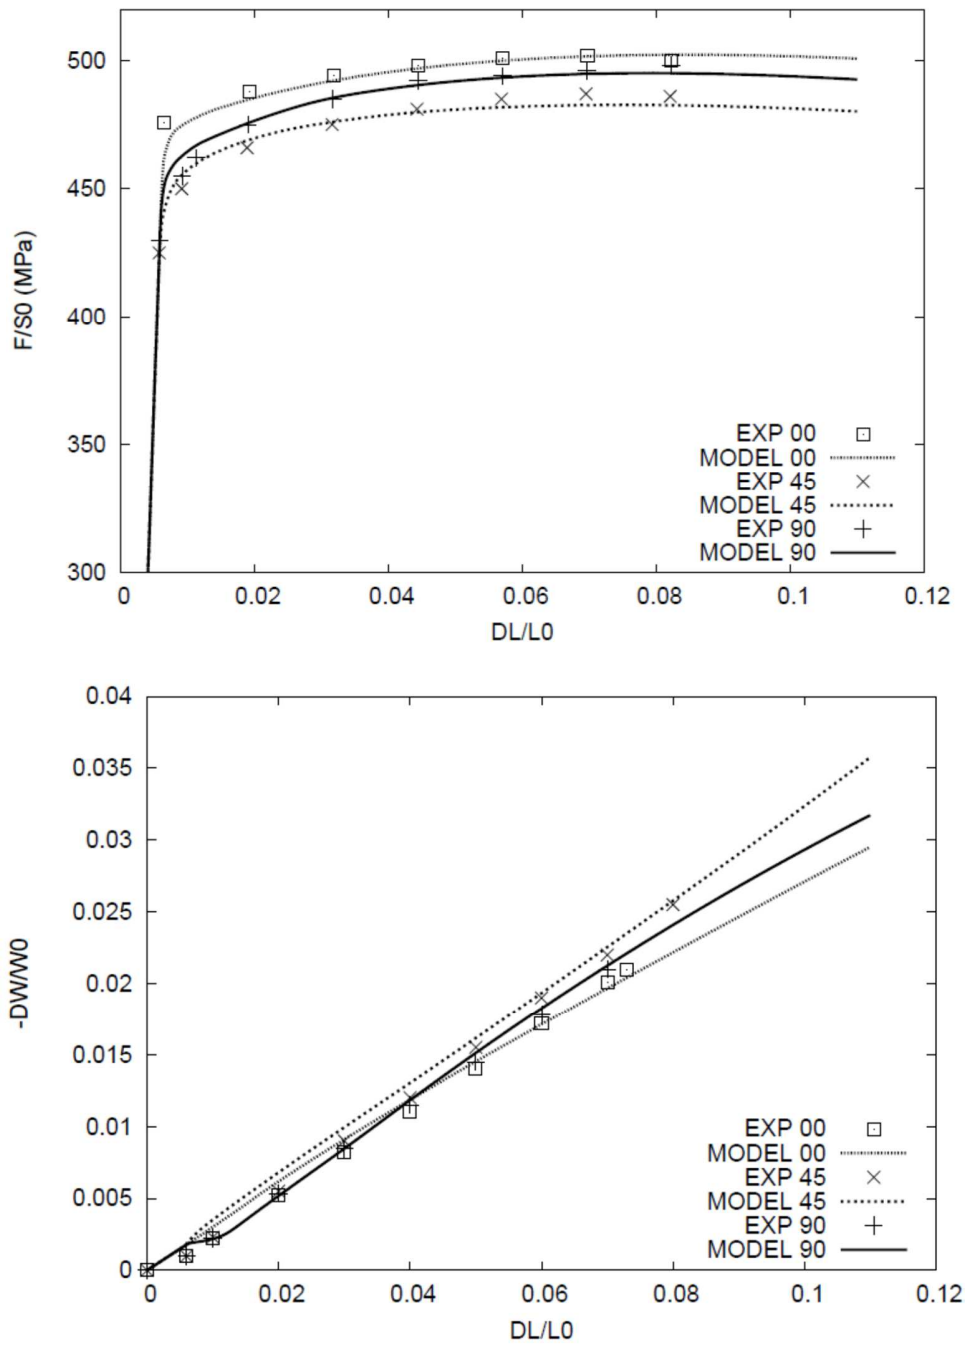 500
450
400
350
300
F/S0 (MPa)
EXP 00
MODEL 00
EXP 45
MODEL 45
EXP 90
MODEL 90
0 0.02 0.04 0.06 0.08 0.1 0.12
DL/L0
0.04
0.035
0.03
0.025
0.02
0.015
0.01
0.005
0
-DW/W0
EXP 00
MODEL 00
EXP 45
MODEL 45
EXP 90
MODEL 90
0 0.02 0.04 0.06 0.08 0.1 0.12
DL/L0